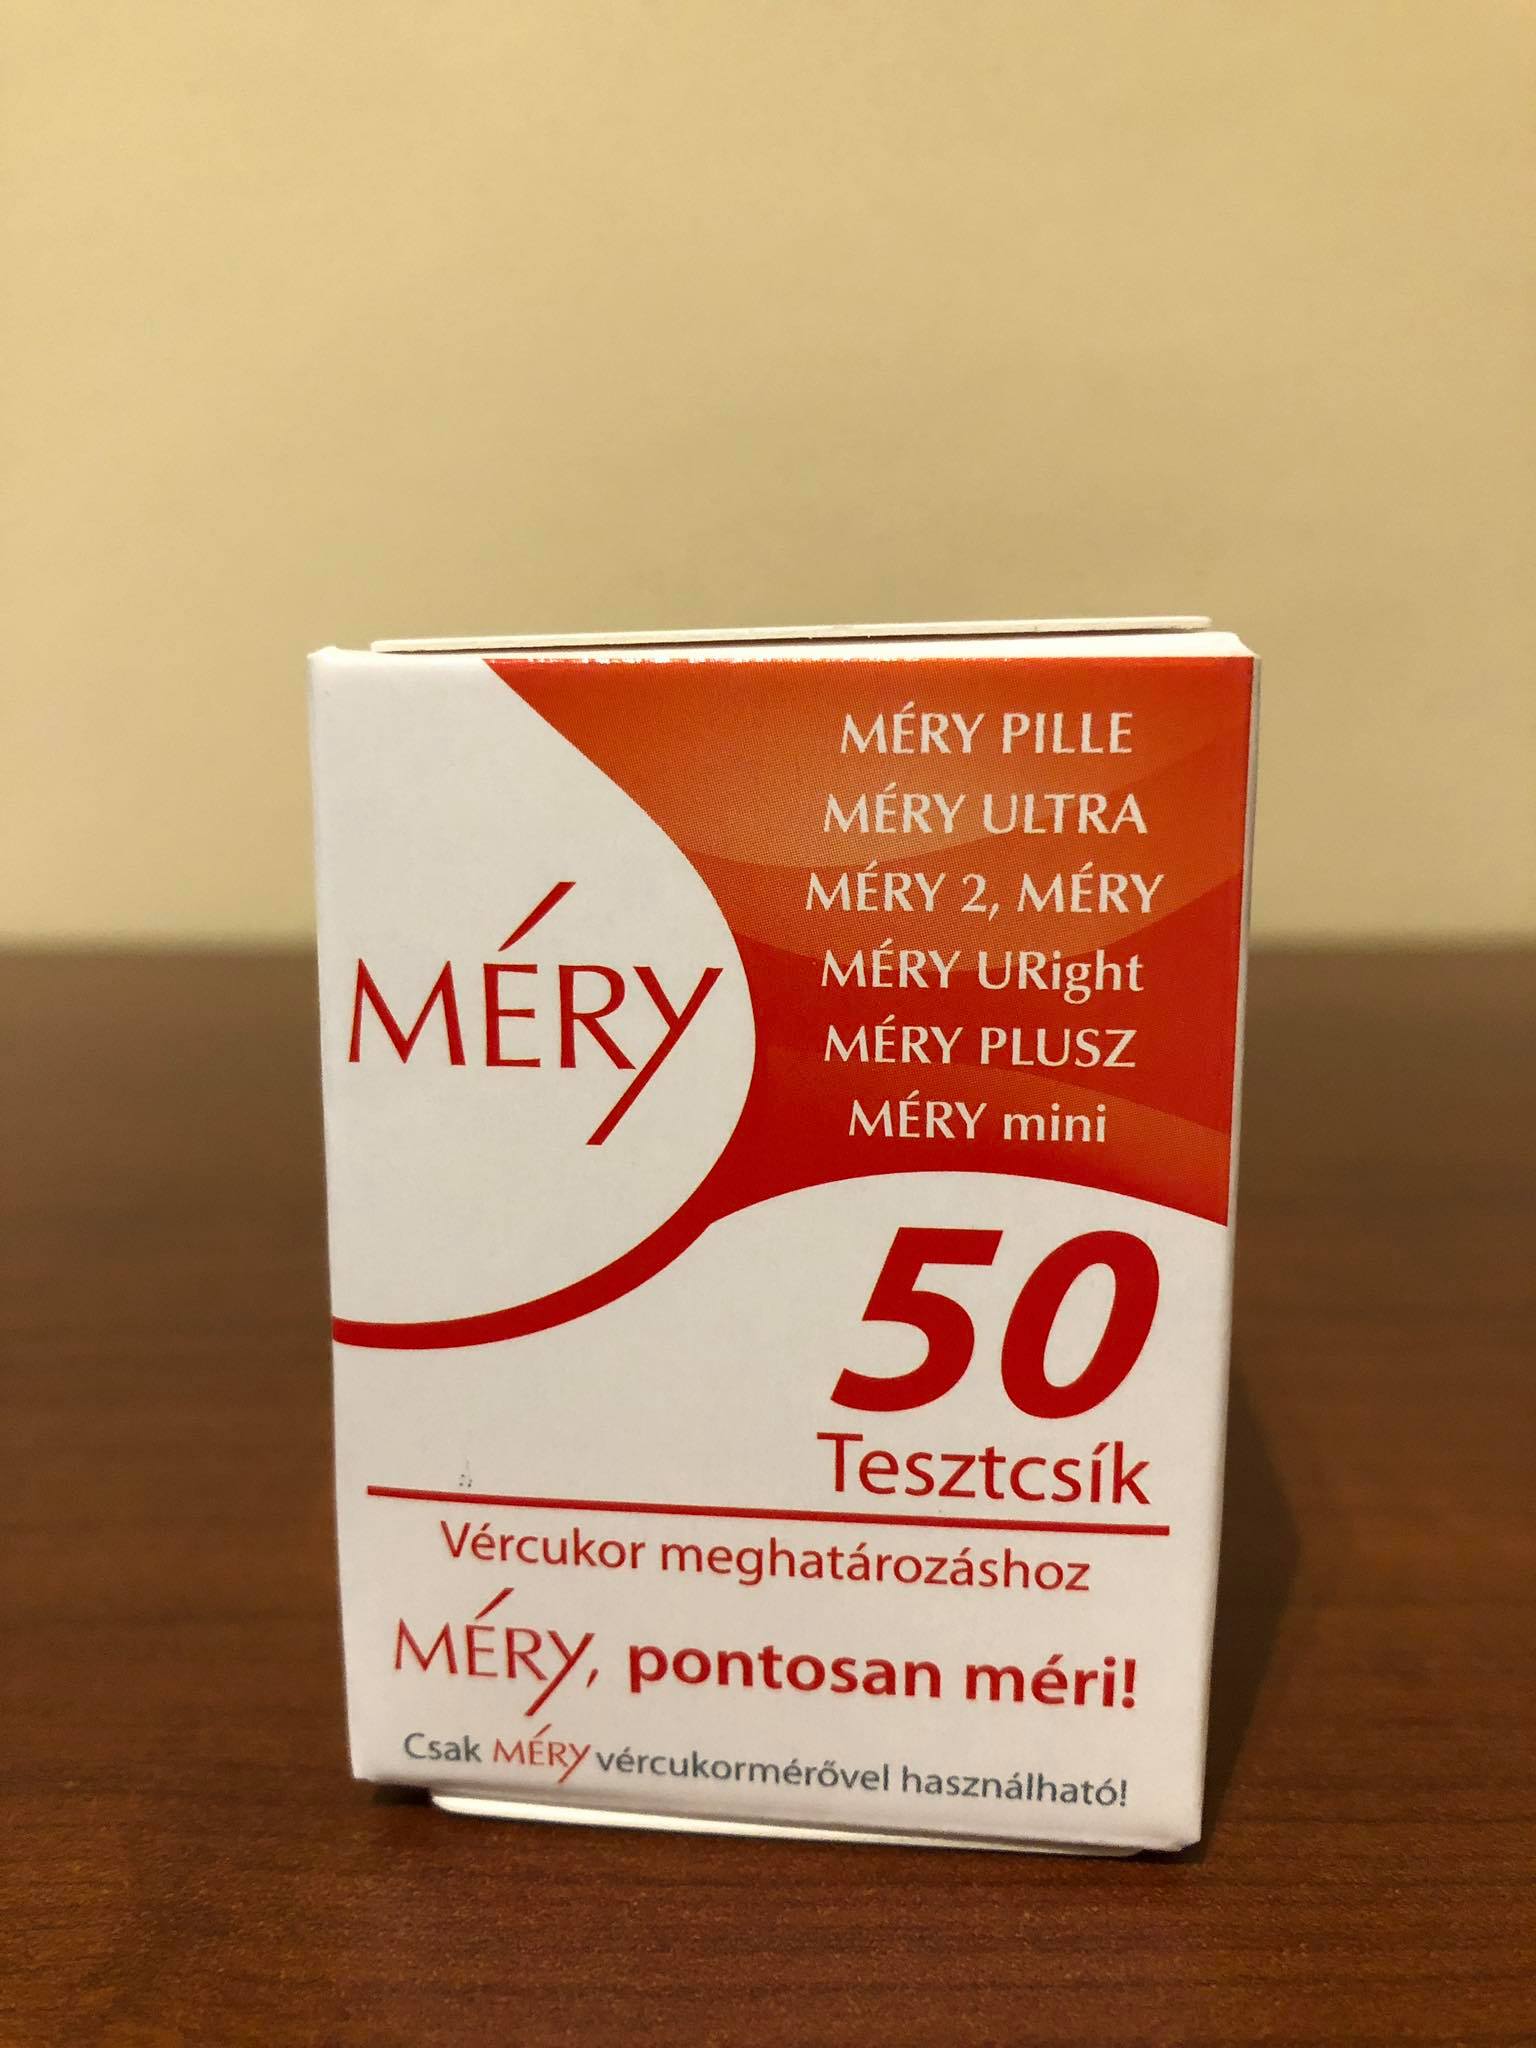 MÉRY
MÉRY PILLE
MÉRY ULTRA
MÉRY 2, MÉRY
MÉRY URight
MÉRY PLUSZ
MÉRY mini
50
Tesztcsík
Vércukor meghatározáshoz
MÉRY, pontosan méri!
Csak MÉRY vércukormérővel használható!